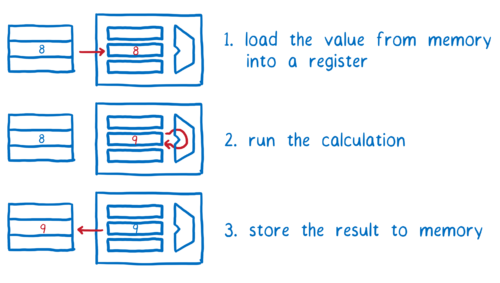 8
8
1. load the value from memory
into a register
8
9
2. run the calculation
9
9
3. store the result to memory